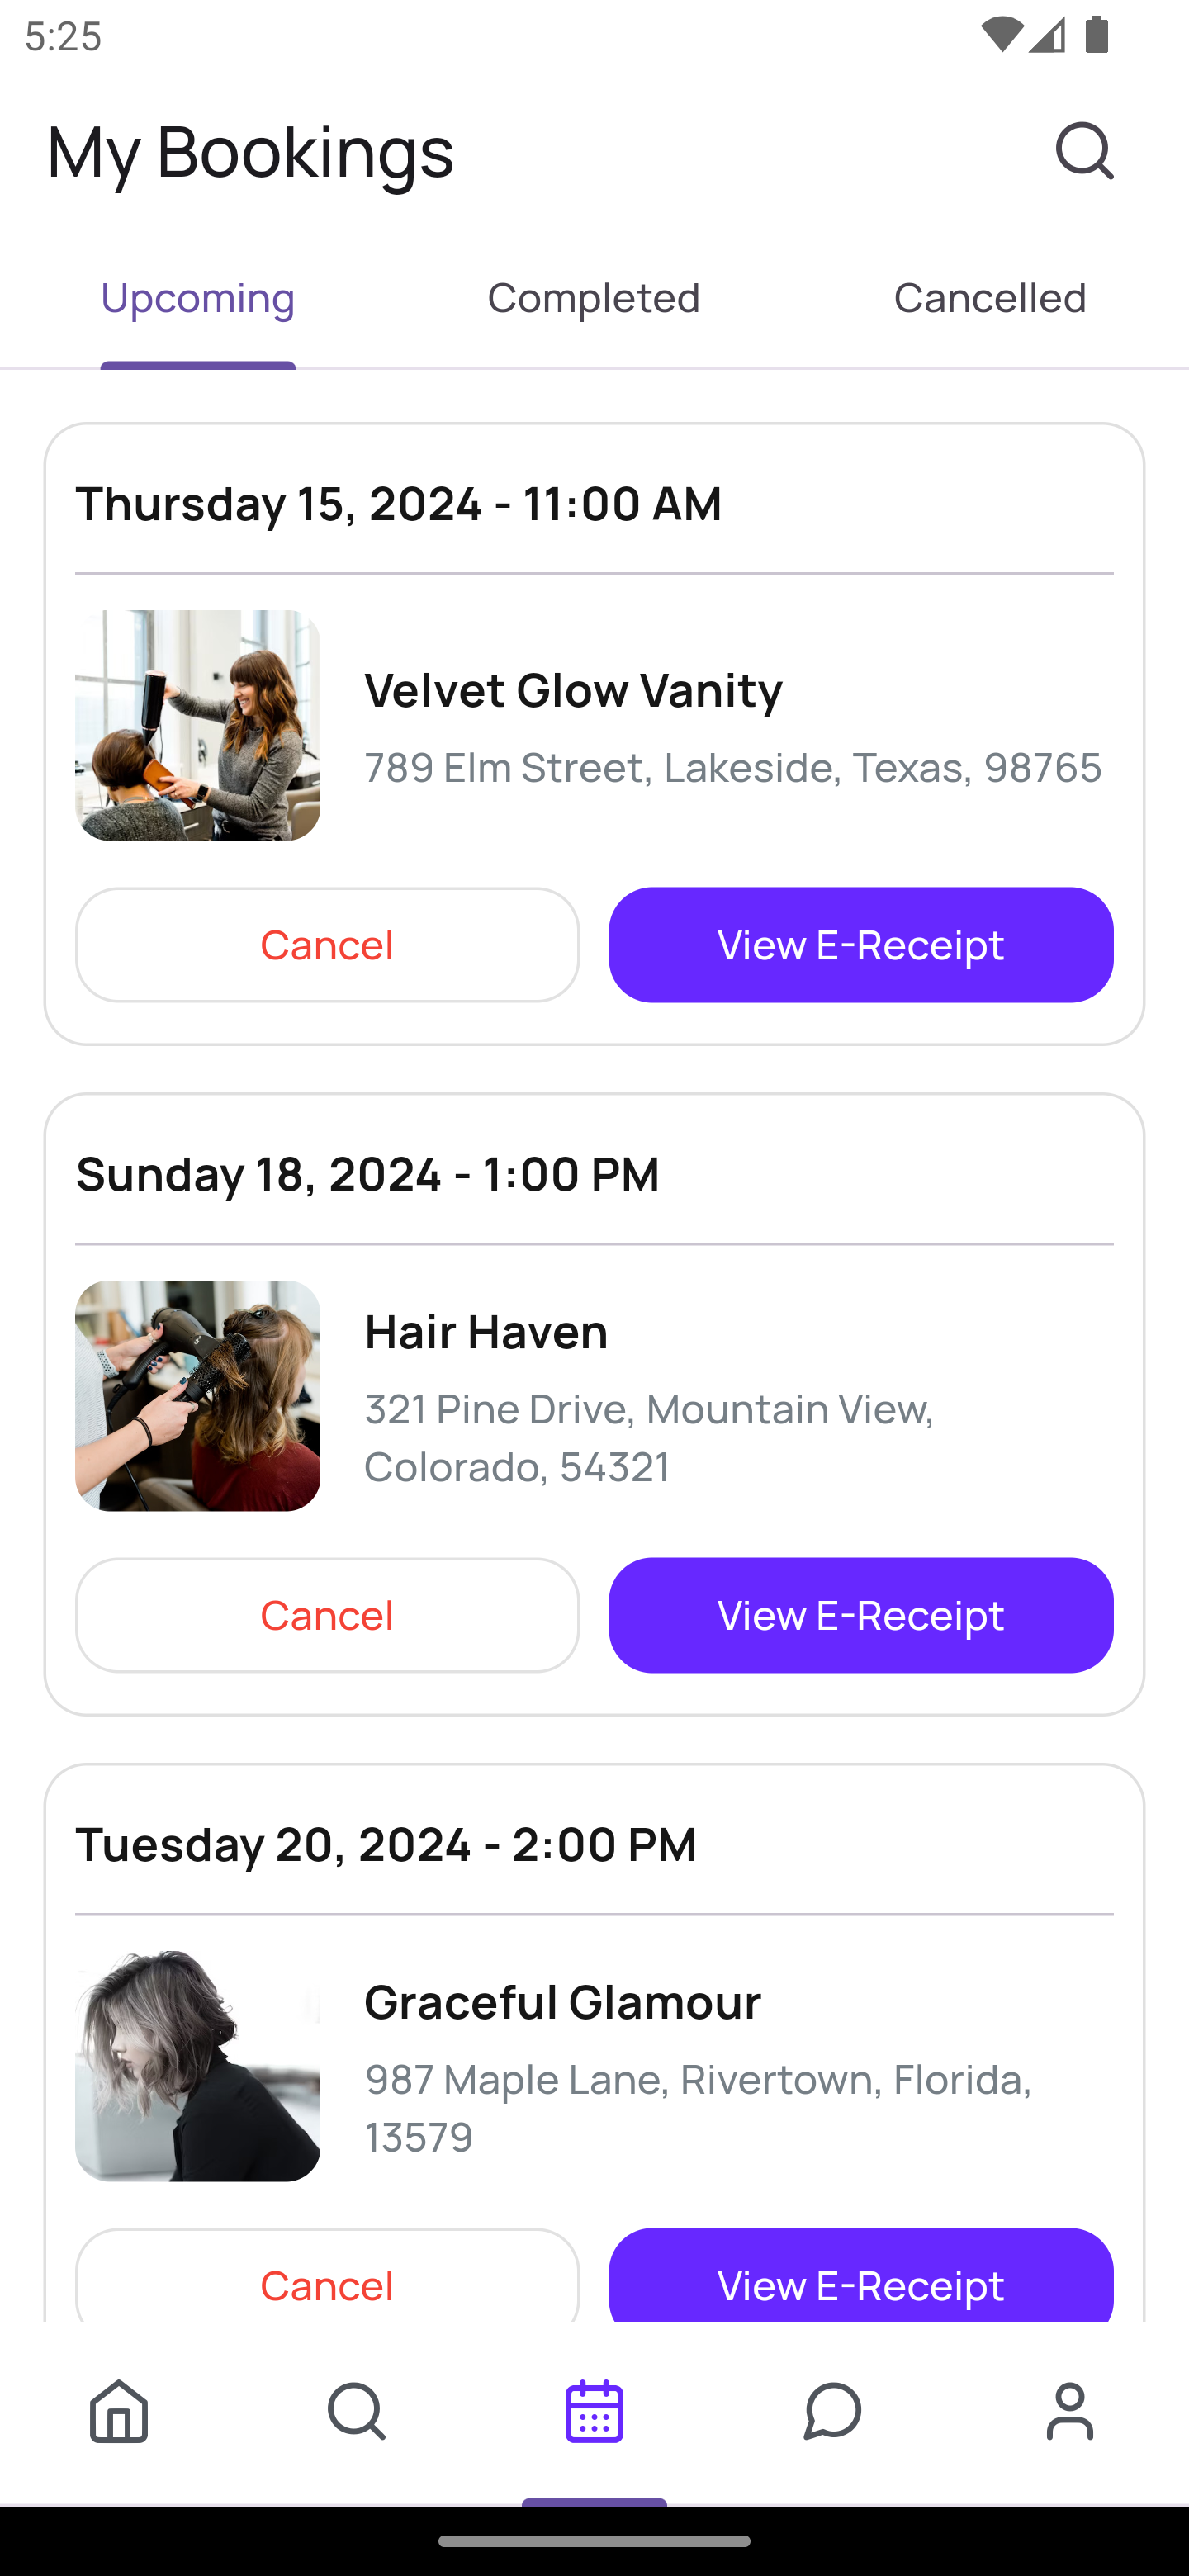 5:25
My Bookings
Upcoming
Completed
Cancelled
Thursday 15, 2024 - 11:00 AM
Velvet Glow Vanity
789 Elm Street, Lakeside, Texas, 98765
Cancel
View E-Receipt
Sunday 18, 2024 - 1:00 PM
Hair Haven
321 Pine Drive, Mountain View,
Colorado, 54321
Cancel
View E-Receipt
Tuesday 20, 2024 - 2:00 PM
Graceful Glamour
987 Maple Lane, Rivertown, Florida,
13579
Cancel
View E-Receipt